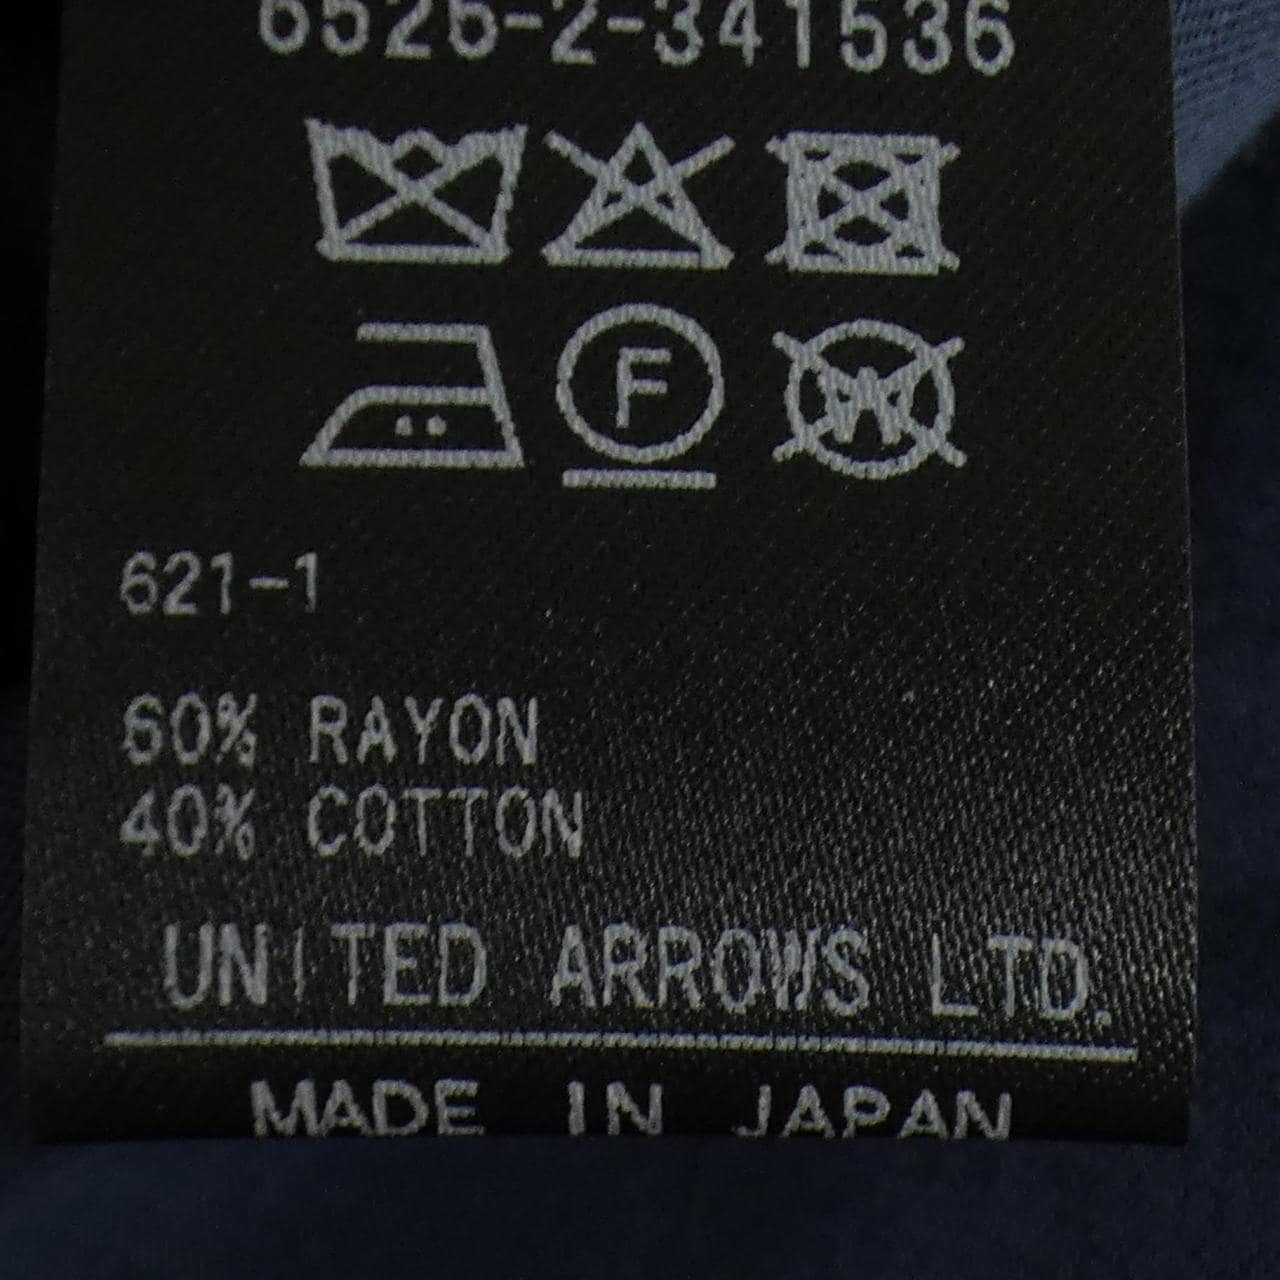 6526-2-341536
F
W
621-1
60% RAYON
40% COTTON
UNITED ARROWS LTD.
MADE IN JAPAN